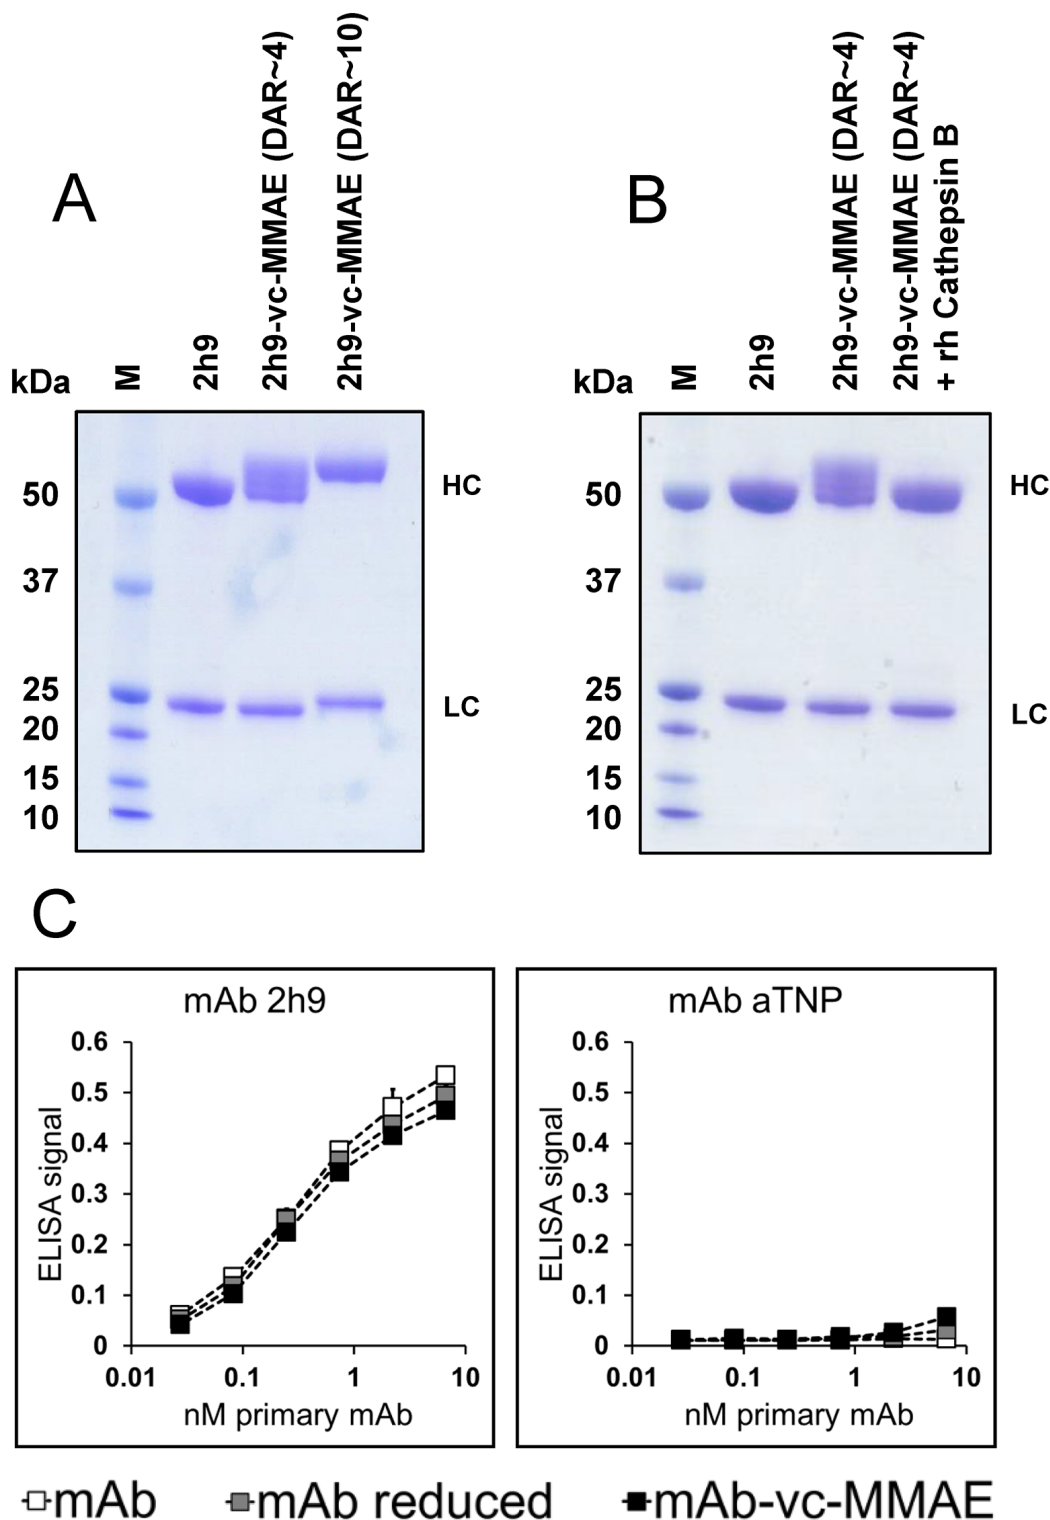 A
kDa
M
2h9
2h9-vc-MMAE (DAR~4)
2h9-vc-MMAE (DAR~10)
50
37
25
20
15
10
HC
LC
B
kDa
M
2h9
2h9-vc-MMAE (DAR~4)
2h9-vc-MMAE (DAR~4)
+ rh Cathepsin B
50
37
25
20
15
10
HC
LC
C
mAb 2h9
ELISA signal
0.6
0.5
0.4
0.3
0.2
0.1
0
0.01 0.1 1 10
nM primary mAb
mAb aTNP
ELISA signal
0.6
0.5
0.4
0.3
0.2
0.1
0
0.01 0.1 1 10
nM primary mAb
mAb mAb reduced mAb-vc-MMAE